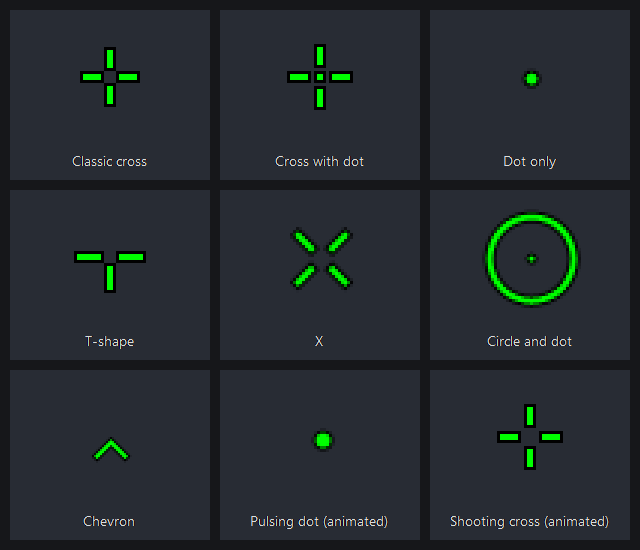 Classic cross
Cross with dot
Dot only
T-shape
X
Circle and dot
Chevron
Pulsing dot (animated)
Shooting cross (animated)